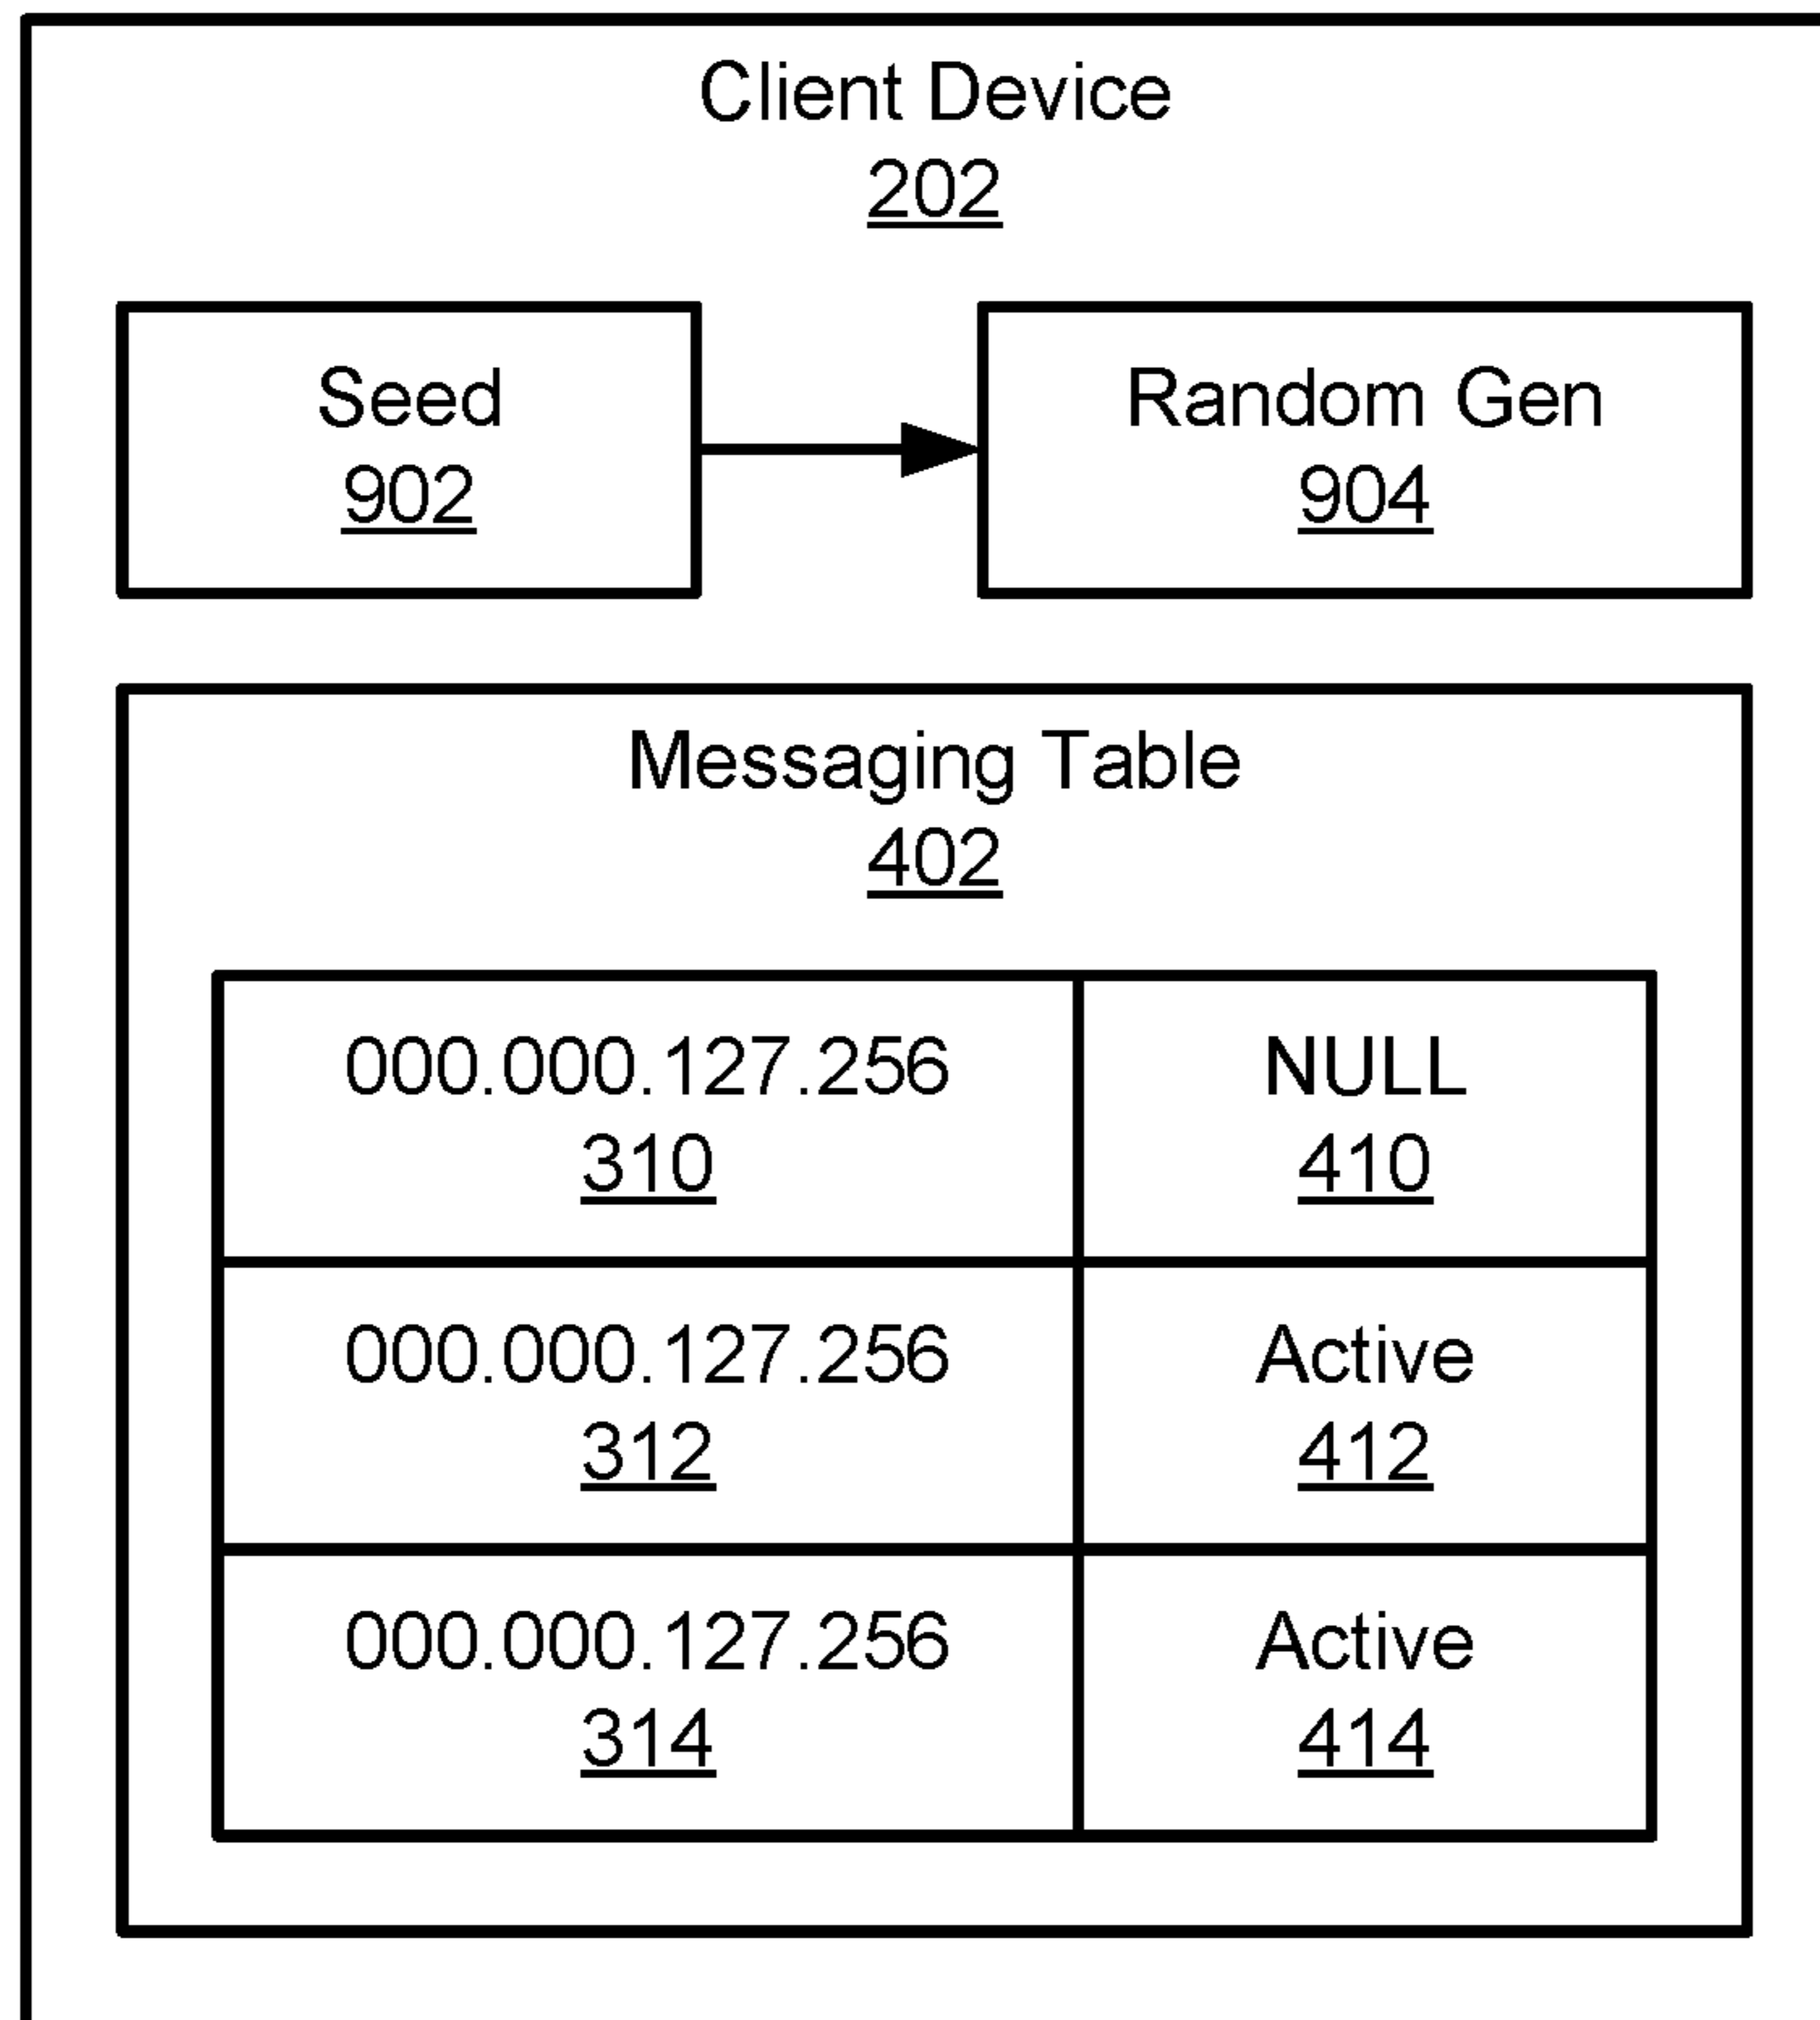 Client Device
202
Seed
902
Random Gen
904
Messaging Table
402
000.000.127.256
310
NULL
410
000.000.127.256
312
Active
412
000.000.127.256
314
Active
414